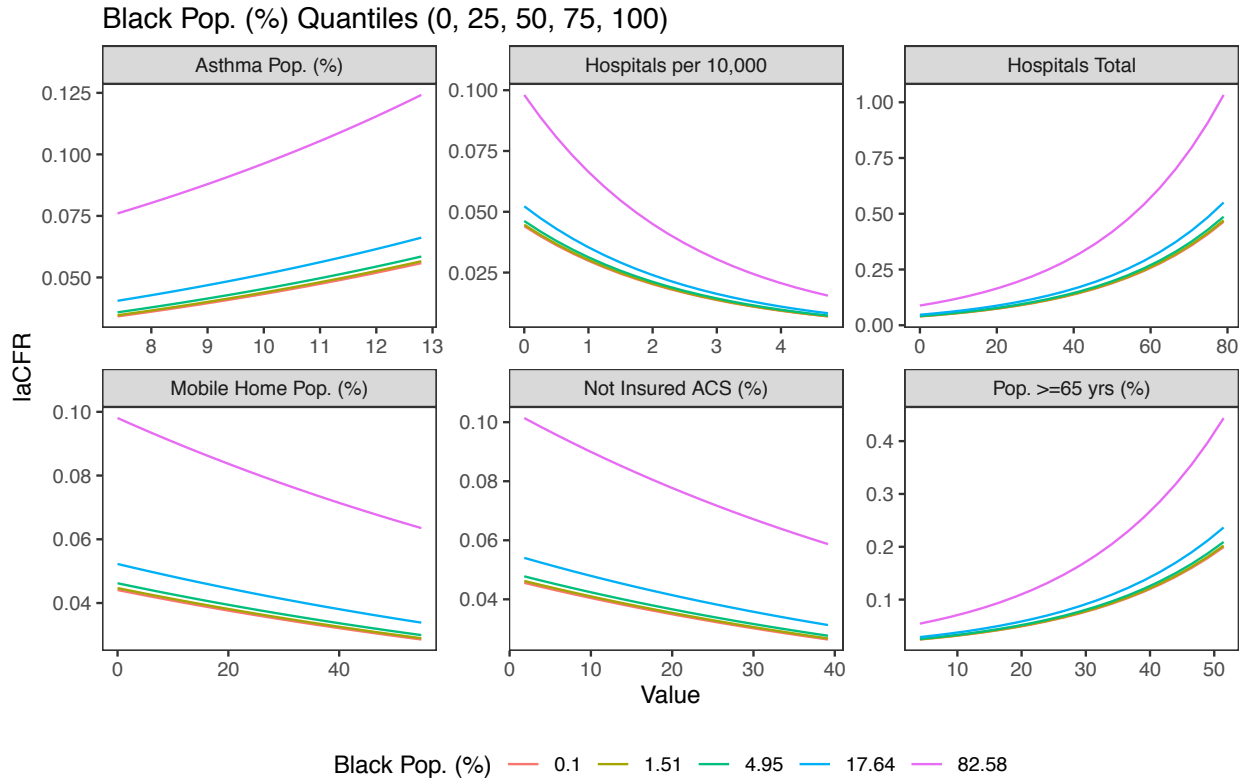 Black Pop. (%) Quantiles (0, 25, 50, 75, 100)
Asthma Pop. (%)
Hospitals per 10,000
Hospitals Total
0.125
0.100
0.075
0.050
8 9 10 11 12 13
0.100
0.075
0.050
0.025
0 1 2 3 4
1.00
0.75
0.50
0.25
0.00
0 20 40 60 80
laCFR
Mobile Home Pop. (%)
Not Insured ACS (%)
Pop. >=65 yrs (%)
0.10
0.08
0.06
0.04
0 20 40
0.10
0.08
0.06
0.04
0 10 20 30 40
0.4
0.3
0.2
0.1
10 20 30 40 50
Value
Black Pop. (%) 0.1 1.51 4.95 17.64 82.58